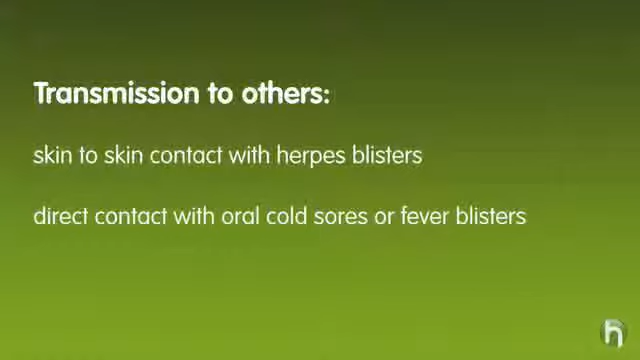 Transmission to others:
skin to skin contact with herpes blisters
direct contact with oral cold sores or fever blisters
h